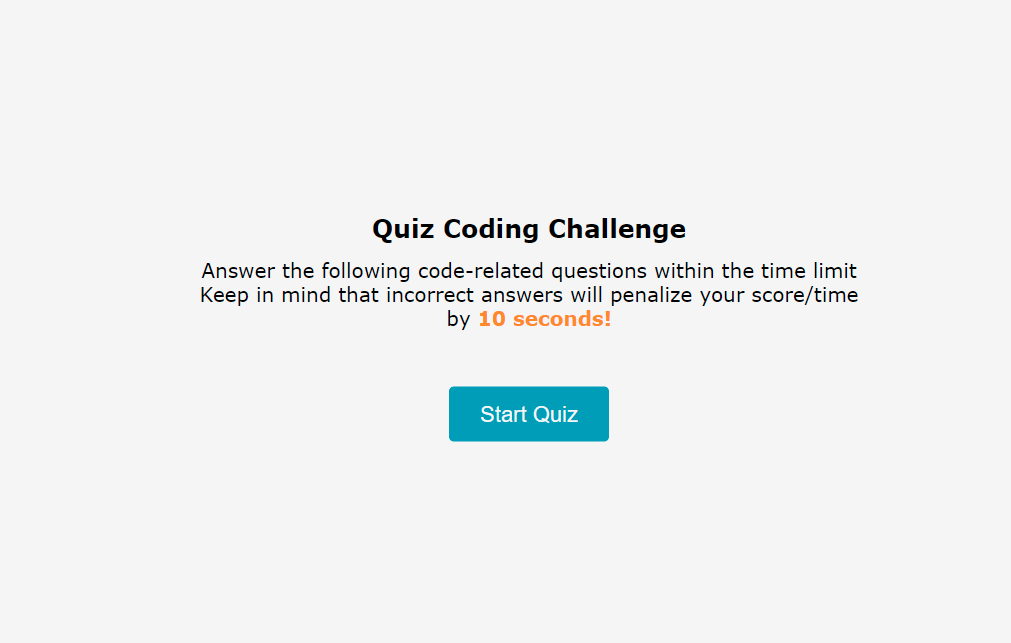 Quiz Coding Challenge
Answer the following code-related questions within the time limit
Keep in mind that incorrect answers will penalize your score/time
by 10 seconds!
Start Quiz